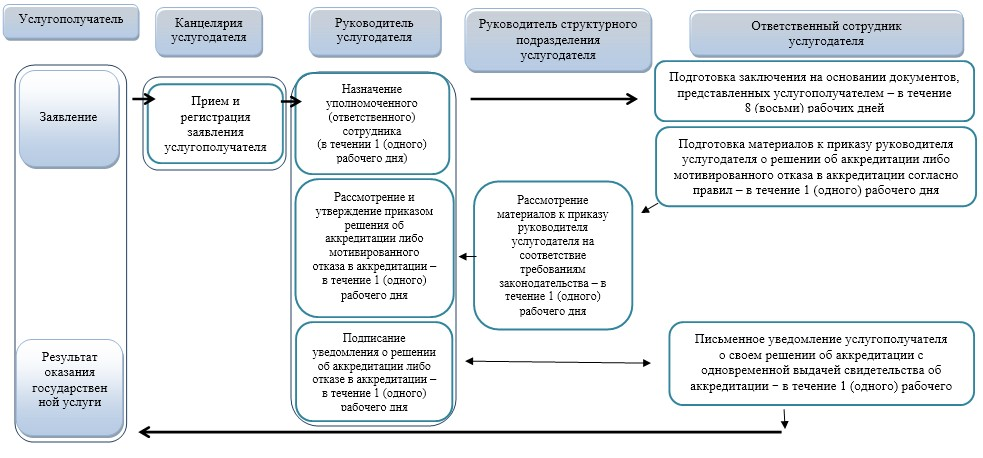 Услугополучатель
Канцелярия
услугодателя
Руководитель
услугодателя
Руководитель структурного
подразделения
услугодателя
Ответственный сотрудник
услугодателя
Заявление
Прием и
регистрация
заявления
услугополучателя
Назначение
уполномоченного
(ответственного)
сотрудника
(в течение 1 (одного)
рабочего дня)
Подготовка заключения на основании документов,
представленных услугополучателем – в течение
8 (восьми) рабочих дней
Подготовка материалов к приказу руководителя
услугодателя о решении об аккредитации либо
мотивированного отказа в аккредитации согласно
правил – в течение 1 (одного) рабочего дня
Рассмотрение
материалов к приказу
руководителя
услугодателя на
соответствие
требованиям
законодательства – в
течение 1 (одного)
рабочего дня
Рассмотрение и
утверждение приказом
решения об
аккредитации либо
мотивированного
отказа в аккредитации –
в течение 1 (одного)
рабочего дня
Подписание
уведомления о решении
об аккредитации либо
отказе в аккредитации –
в течение 1 (одного)
рабочего дня
Письменное уведомление услугополучателя
о своем решении об аккредитации с
одновременной выдачей свидетельства об
аккредитации – в течение 1 (одного) рабочего
Результат
оказания
государствен
ной услуги